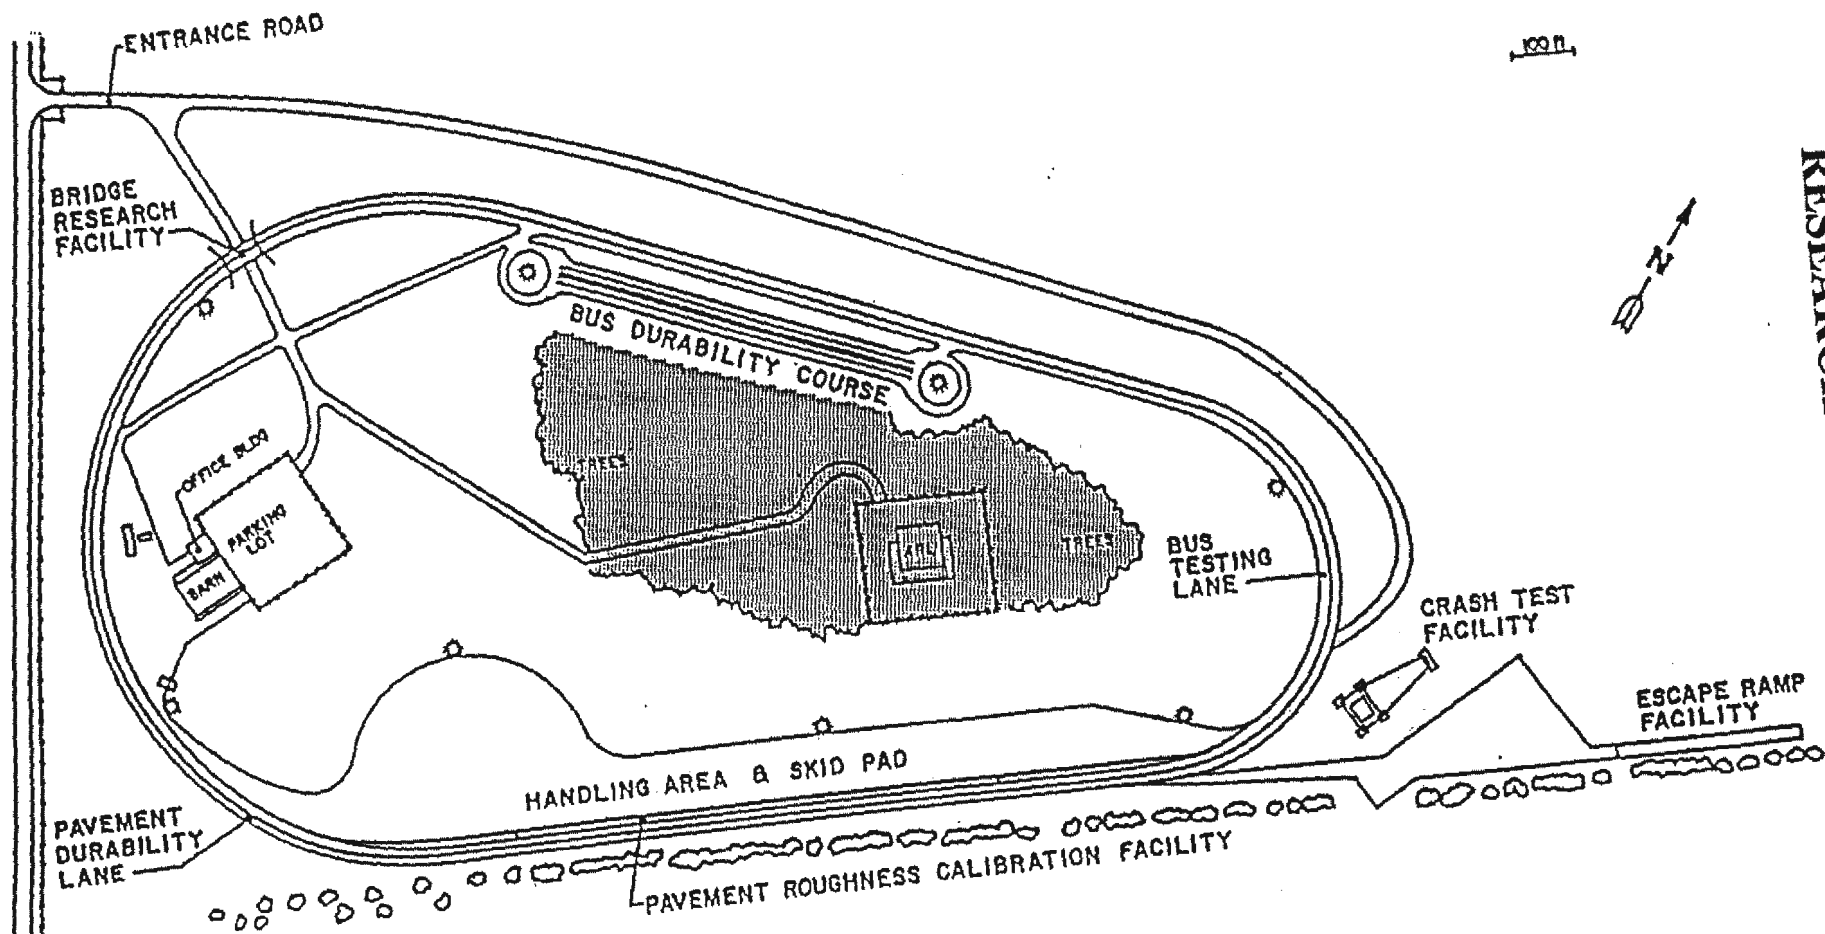 ENTRANCE ROAD
100 m
BRIDGE
RESEARCH
FACILITY
N
BUS DURABILITY COURSE
OFFICE BLDG
PARKING
LOT
BARN
TREES
TREES
BUS
TESTING
LANE
CRASH TEST
FACILITY
ESCAPE RAMP
FACILITY
HANDLING AREA & SKID PAD
PAVEMENT
DURABILITY
LANE
PAVEMENT ROUGHNESS CALIBRATION FACILITY